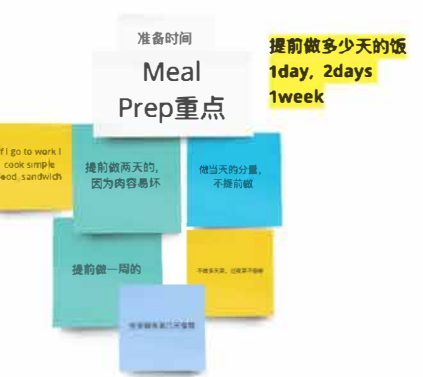 准备时间
Meal
Prep重点
提前做多少天的饭
1day, 2days
1week
f I go to work I
cook simple
food, sandwich
提前做两天的,
因为肉容易坏
做当天的分量,
不提前做
提前做一周的